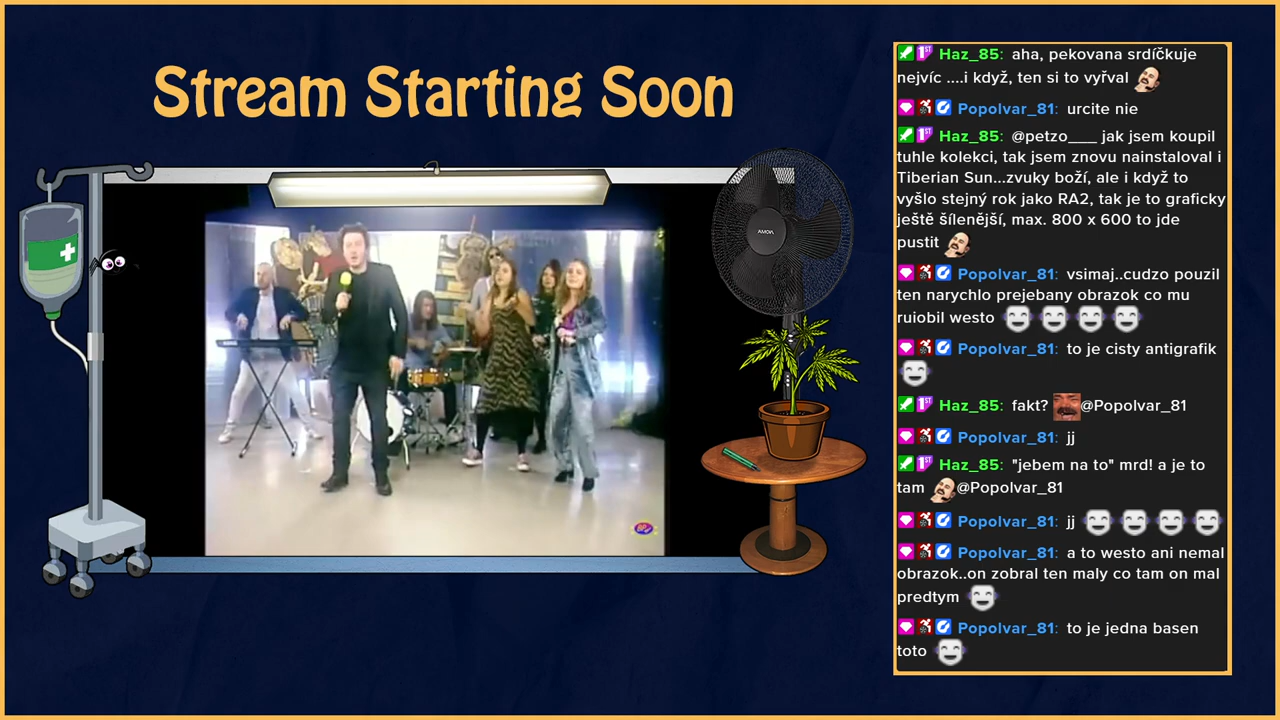 Stream Starting Soon
Haz_85: aha, pekovana srdíčkuje
nejvíc ....i když, ten si to vyřval
Popolvar_81: urcite nie
Haz_85: @petzo___ jak jsem koupil
tuhle kolekci, tak jsem znovu nainstaloval i
Tiberian Sun...zvuky boží, ale i když to
vyšlo stejný rok jako RA2, tak je to graficky
ještě šílenější, max. 800 x 600 to jde
pustit
Popolvar_81: vsimaj..cudzo pouzil
ten narychlo prejebany obrazok co mu
ruiobil westo
Popolvar_81: to je cisty antigrafik
Haz_85: fakt? @Popolvar_81
Popolvar_81: jj
Haz_85: "jebem na to" mrd! a je to
tam @Popolvar_81
Popolvar_81: jj
Popolvar_81: a to westo ani nemal
obrazok..on zobral ten maly co tam on mal
predtym
Popolvar_81: to je jedna basen
toto